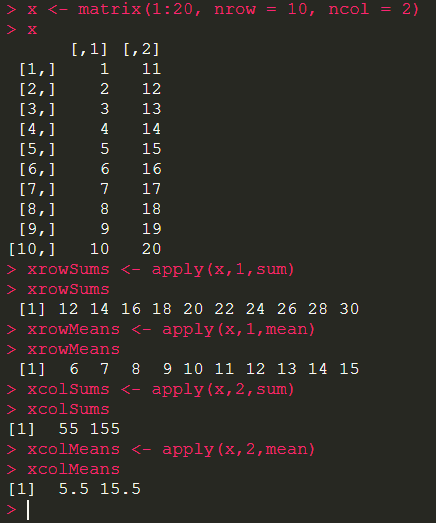 > x <- matrix(1:20, nrow = 10, ncol = 2)
> x
      [,1] [,2]
 [1,]    1   11
 [2,]    2   12
 [3,]    3   13
 [4,]    4   14
 [5,]    5   15
 [6,]    6   16
 [7,]    7   17
 [8,]    8   18
 [9,]    9   19
[10,]   10   20
> xrowSums <- apply(x,1,sum)
> xrowSums
 [1] 12 14 16 18 20 22 24 26 28 30
> xrowMeans <- apply(x,1,mean)
> xrowMeans
 [1]  6  7  8  9 10 11 12 13 14 15
> xcolSums <- apply(x,2,sum)
> xcolSums
[1]  55 155
> xcolMeans <- apply(x,2,mean)
> xcolMeans
[1]  5.5 15.5
>